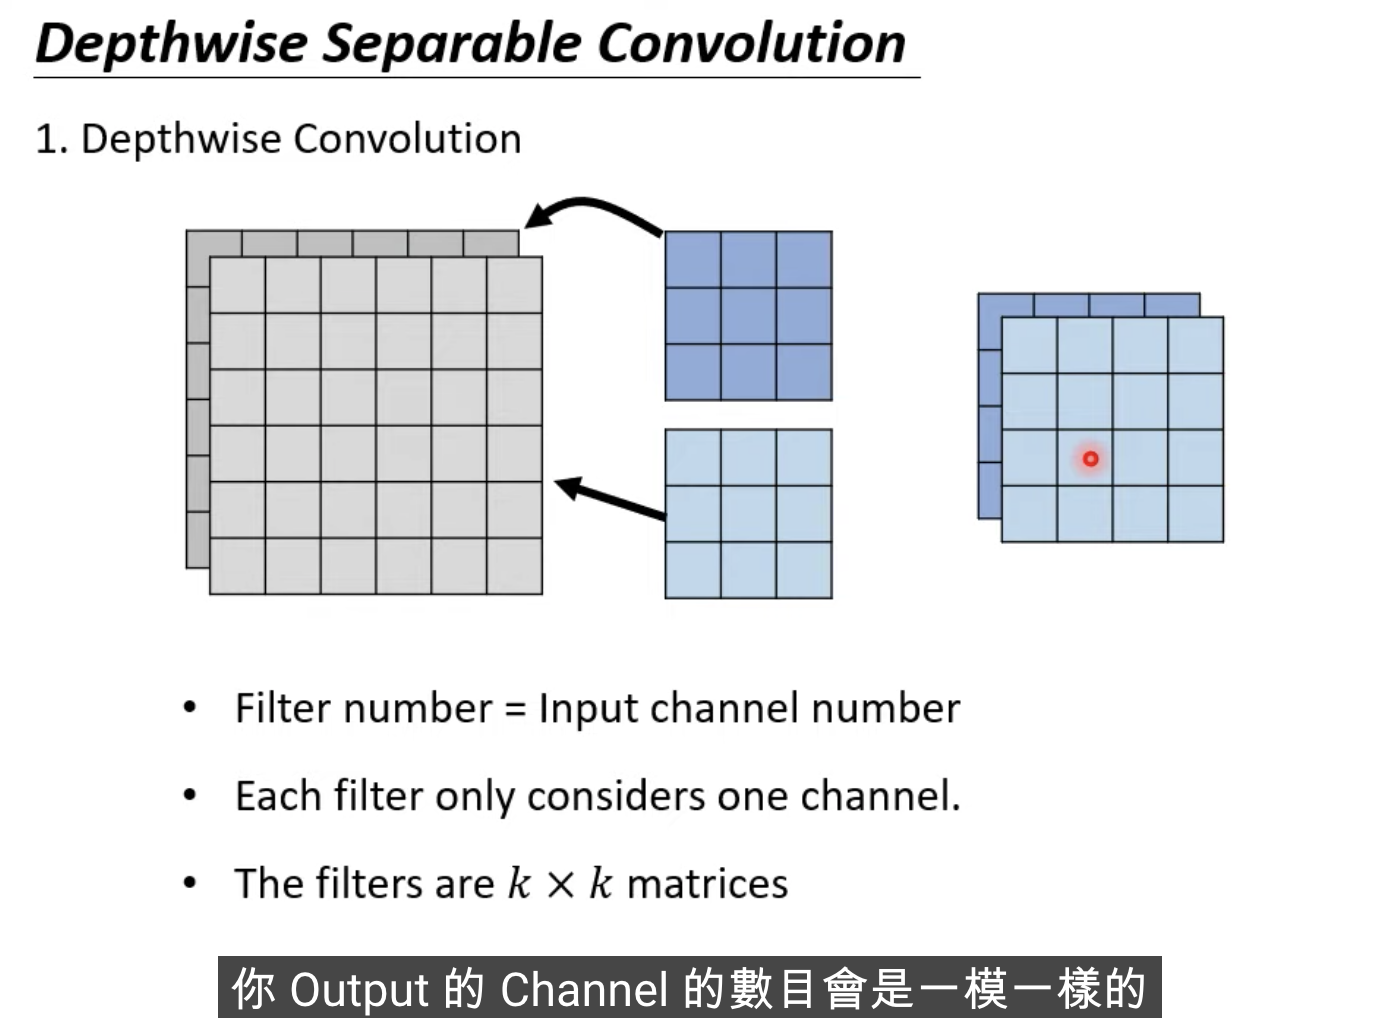 Depthwise Separable Convolution
1. Depthwise Convolution
• Filter number = Input channel number
• Each filter only considers one channel.
• The filters are k × k matrices
你 Output 的 Channel 的數目會是一模一樣的